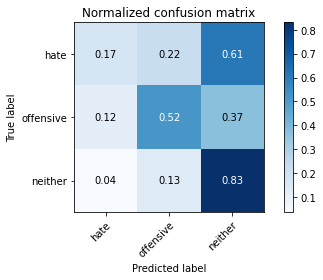 Normalized confusion matrix
True label
hate 0.17 0.22 0.61
offensive 0.12 0.52 0.37
neither 0.04 0.13 0.83
hate offensive neither
Predicted label
0.8
0.7
0.6
0.5
0.4
0.3
0.2
0.1